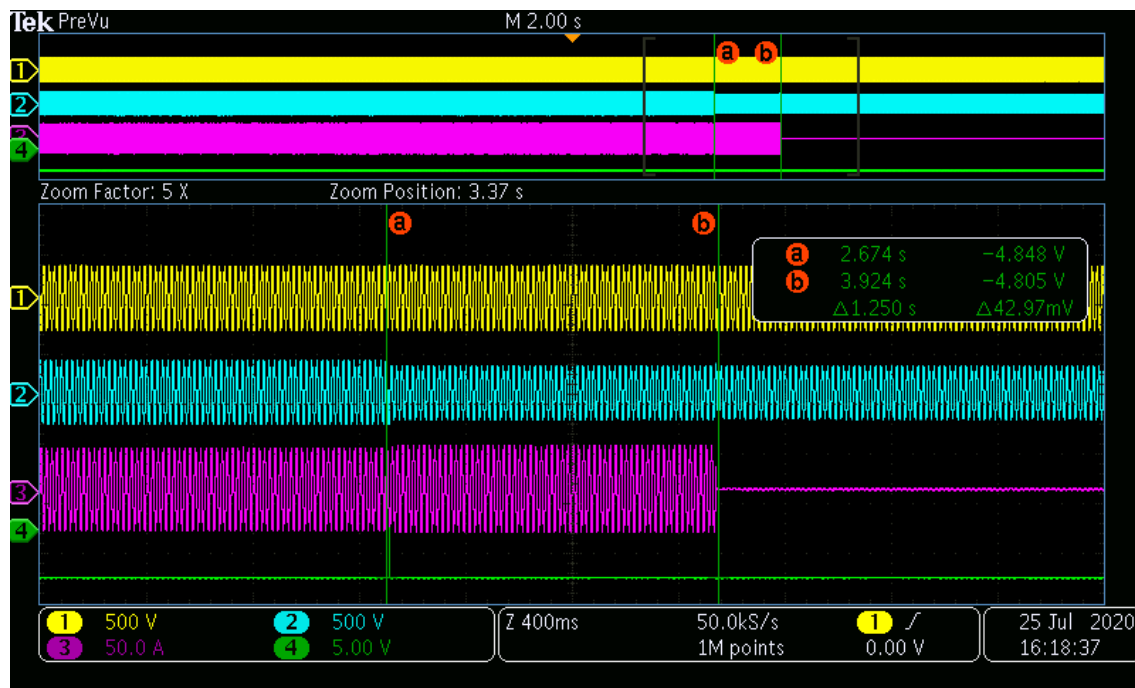 Tek PreVu M 2.00 s
a b
1
2
3
4
Zoom Factor: 5 X Zoom Position: 3.37 s
a b
a 2.674 s −4.848 V
b 3.924 s −4.805 V
△1.250 s △42.97mV
1
2
3
4
1 500 V 2 500 V Z 400ms 50.0kS/s 1 25 Jul 2020
3 50.0 A 4 5.00 V 1M points 0.00 V 16:18:37